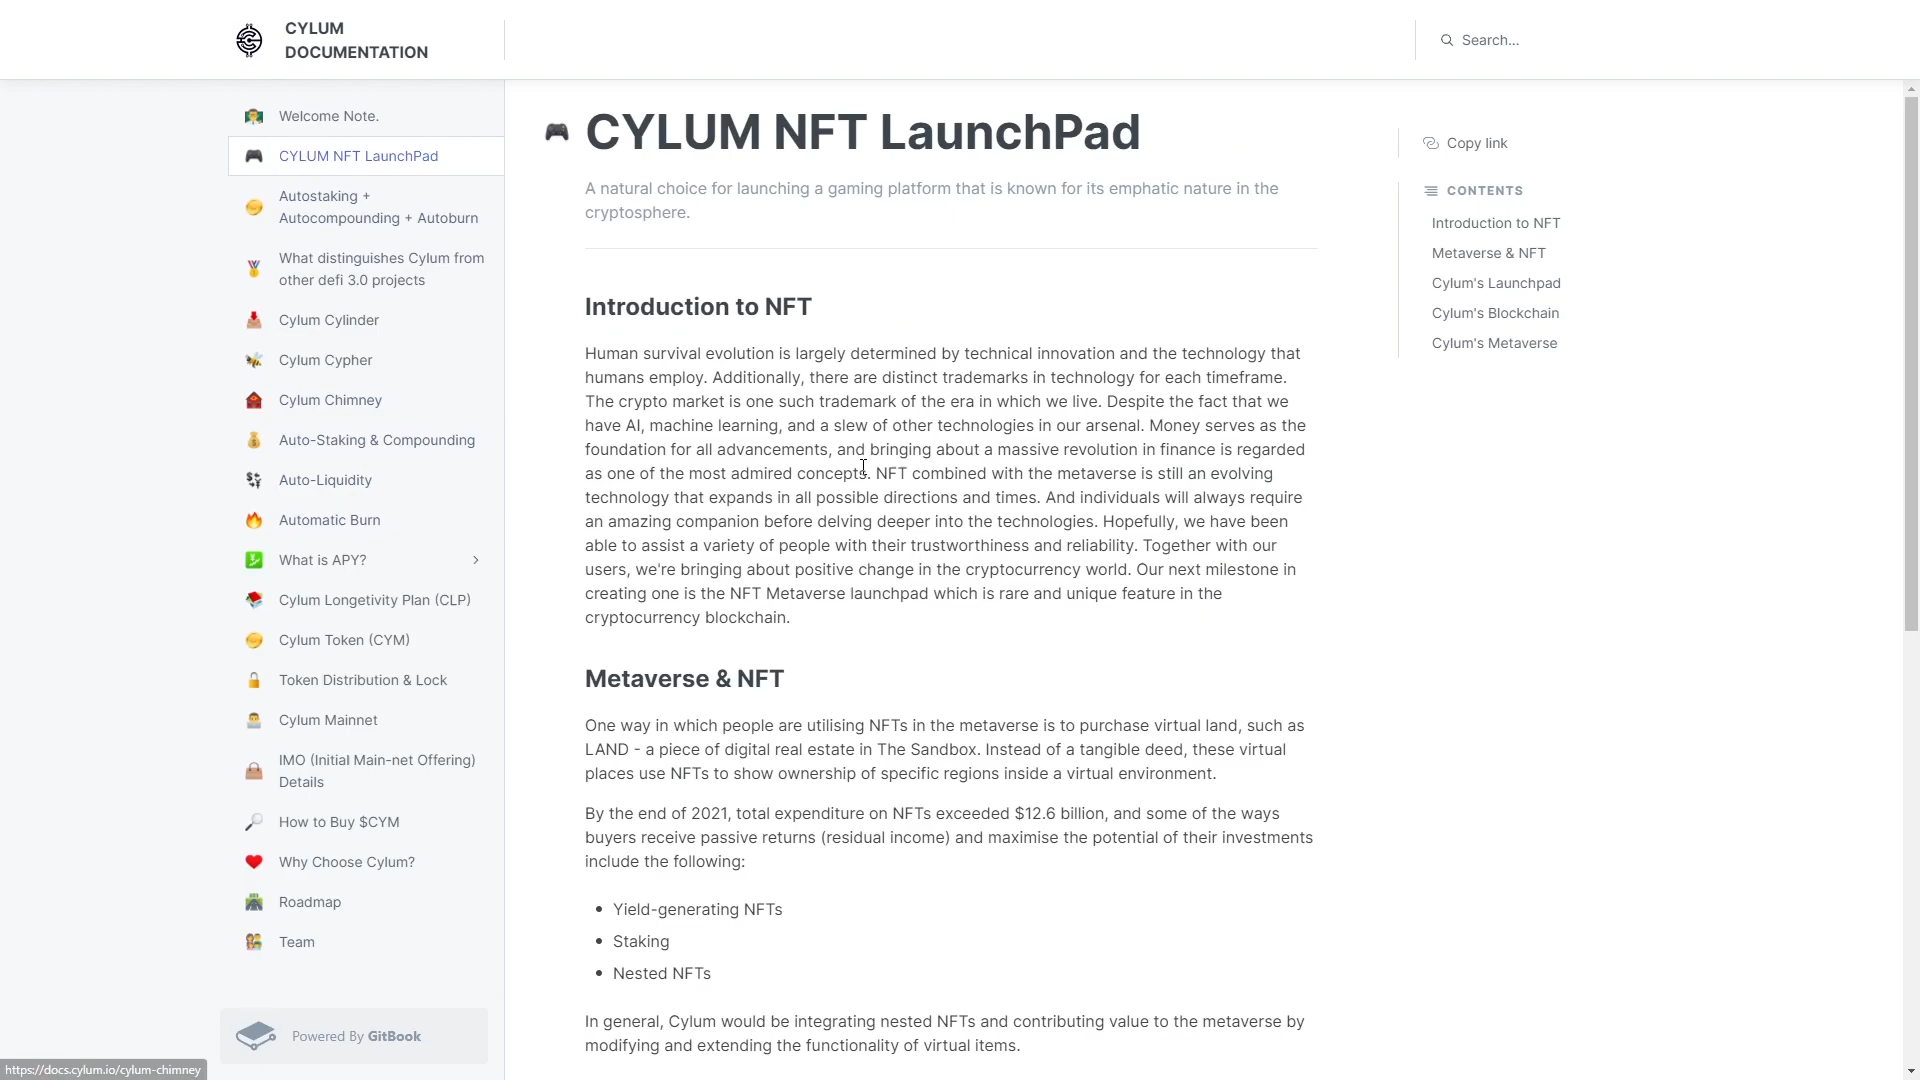 CYLUM
DOCUMENTATION
Search...
Welcome Note.
CYLUM NFT LaunchPad
Autostaking +
Autocompounding + Autoburn
What distinguishes Cylum from
other defi 3.0 projects
Cylum Cylinder
Cylum Cypher
Cylum Chimney
Auto-Staking & Compounding
Auto-Liquidity
Automatic Burn
What is APY?
Cylum Longetivity Plan (CLP)
Cylum Token (CYM)
Token Distribution & Lock
Cylum Mainnet
IMO (Initial Main-net Offering)
Details
How to Buy $CYM
Why Choose Cylum?
Roadmap
Team
Powered By GitBook
https://docs.cylum.io/cylum-chimney
CYLUM NFT LaunchPad
A natural choice for launching a gaming platform that is known for its emphatic nature in the
cryptosphere.
Introduction to NFT
Human survival evolution is largely determined by technical innovation and the technology that
humans employ. Additionally, there are distinct trademarks in technology for each timeframe.
The crypto market is one such trademark of the era in which we live. Despite the fact that we
have AI, machine learning, and a slew of other technologies in our arsenal. Money serves as the
foundation for all advancements, and bringing about a massive revolution in finance is regarded
as one of the most admired concepts. NFT combined with the metaverse is still an evolving
technology that expands in all possible directions and times. And individuals will always require
an amazing companion before delving deeper into the technologies. Hopefully, we have been
able to assist a variety of people with their trustworthiness and reliability. Together with our
users, we're bringing about positive change in the cryptocurrency world. Our next milestone in
creating one is the NFT Metaverse launchpad which is rare and unique feature in the
cryptocurrency blockchain.
Metaverse & NFT
One way in which people are utilising NFTs in the metaverse is to purchase virtual land, such as
LAND - a piece of digital real estate in The Sandbox. Instead of a tangible deed, these virtual
places use NFTs to show ownership of specific regions inside a virtual environment.
By the end of 2021, total expenditure on NFTs exceeded $12.6 billion, and some of the ways
buyers receive passive returns (residual income) and maximise the potential of their investments
include the following:
• Yield-generating NFTs
• Staking
• Nested NFTs
In general, Cylum would be integrating nested NFTs and contributing value to the metaverse by
modifying and extending the functionality of virtual items.
Copy link
CONTENTS
Introduction to NFT
Metaverse & NFT
Cylum's Launchpad
Cylum's Blockchain
Cylum's Metaverse